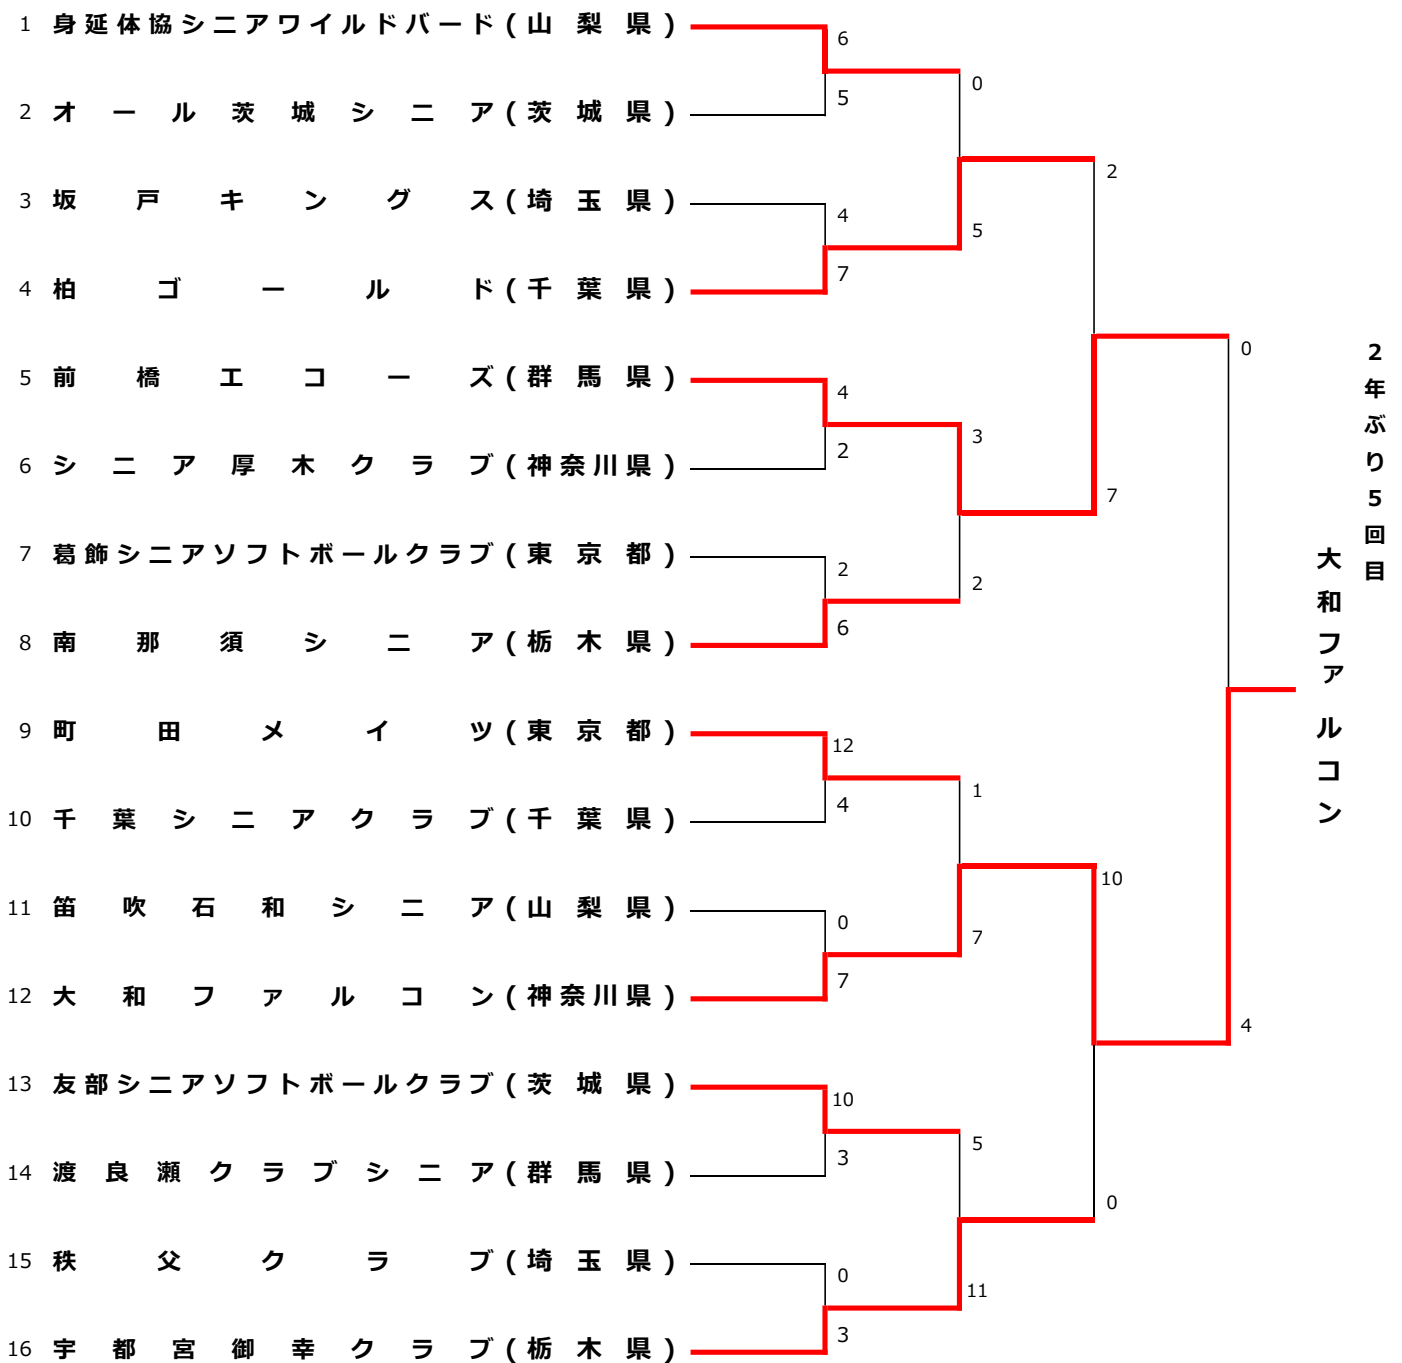 1 身延体協シニアワイルドバード(山梨県)
6
0
5
2 オール茨城シニア(茨城県)
2
3 坂戸キングス(埼玉県)
4
5
7
4 柏ゴールド(千葉県)
0
5 前橋エコーズ(群馬県)
4
3
2
6 シニア厚木クラブ(神奈川県)
7
7 葛飾シニアソフトボールクラブ(東京都)
2
2
6
8 南那須シニア(栃木県)
9 町田メイツ(東京都)
12
1
4
10 千葉シニアクラブ(千葉県)
10
11 笛吹石和シニア(山梨県)
0
7
7
12 大和ファルコン(神奈川県)
4
13 友部シニアソフトボールクラブ(茨城県)
10
5
3
14 渡良瀬クラブシニア(群馬県)
0
15 秩父クラブ(埼玉県)
0
11
3
16 宇都宮御幸クラブ(栃木県)
2年ぶり5回目
大和ファルコン